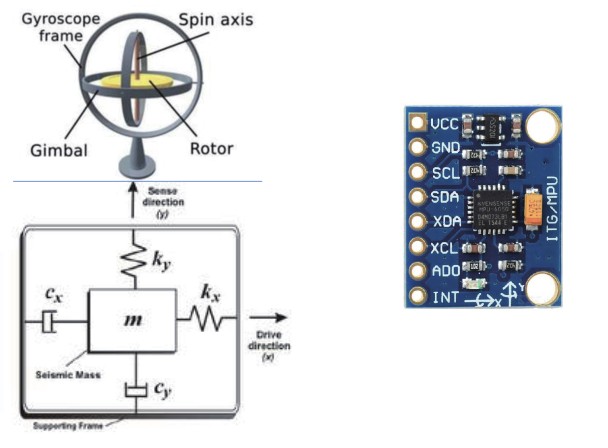 Gyroscope
frame
Spin axis
Gimbal
Rotor
Sense
direction
(y)
k_y
c_x
k_x
m
Drive
direction
(x)
Seismic Mass
c_y
Supporting Frame
VCC
GND
SCL
SDA
XDA
XCL
ADO
INT
ITG/MPU
Y
X